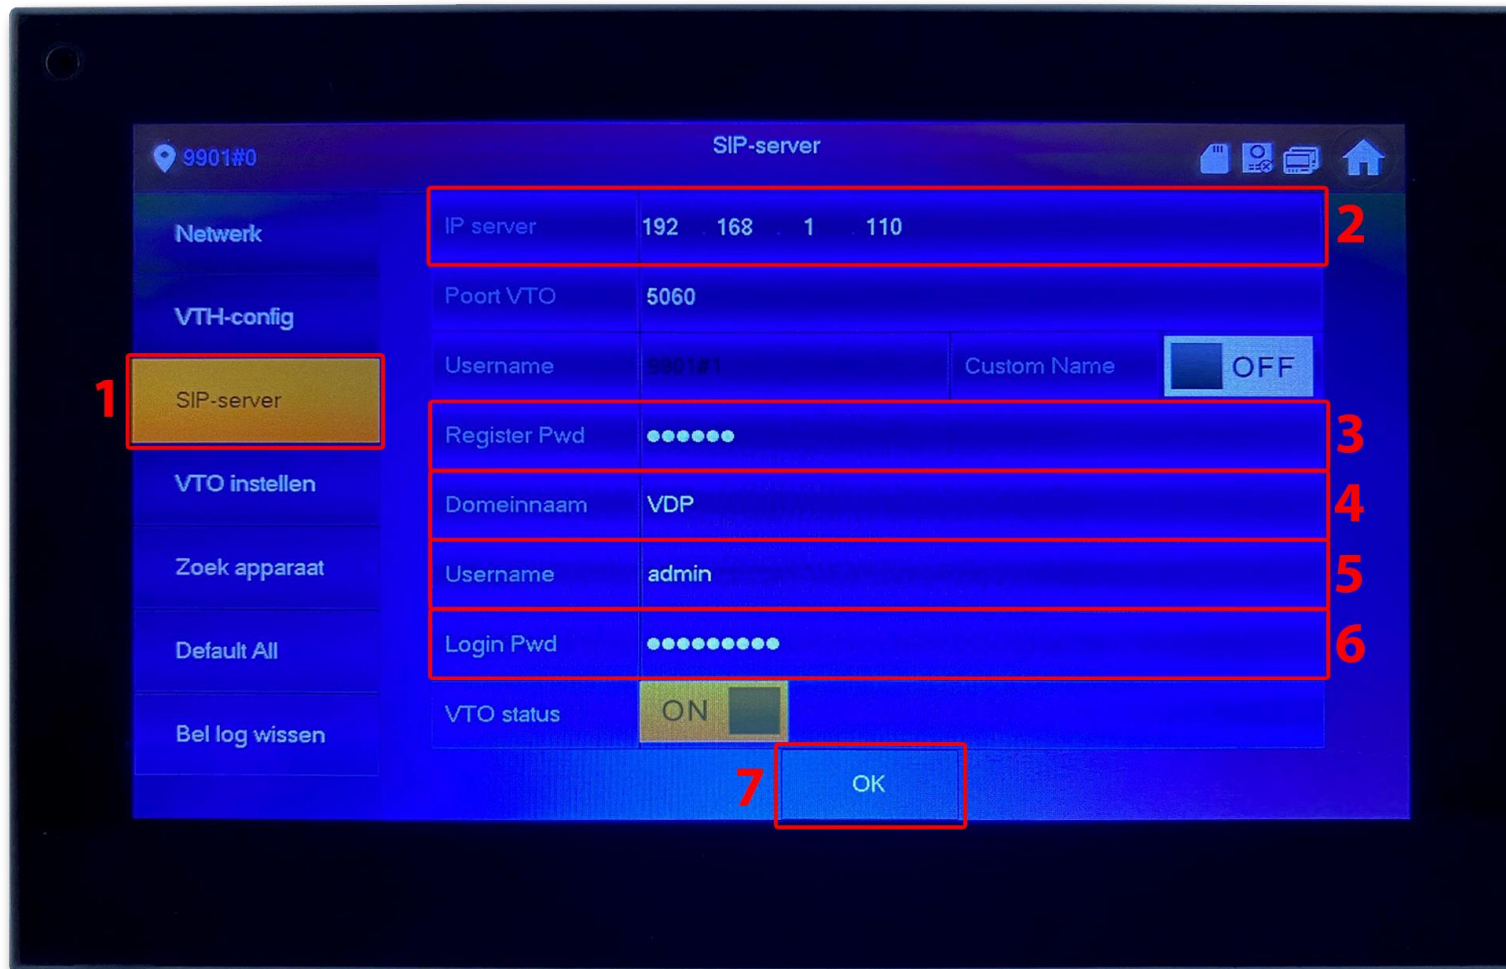 9901#0
SIP-server
Netwerk
VTH-config
1
SIP-server
VTO instellen
Zoek apparaat
Default All
Bel log wissen
IP server 192 . 168 . 1 . 110
2
Poort VTO 5060
Username 9901#1 Custom Name OFF
Register Pwd ●●●●●●
3
Domeinnaam VDP
4
Username admin
5
Login Pwd ●●●●●●●●●
6
VTO status ON
7
OK